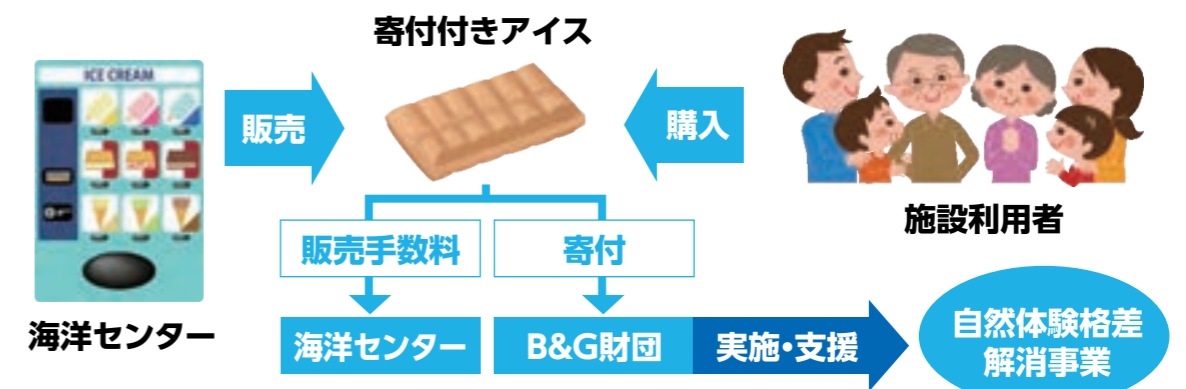 寄付付きアイス
ICE CREAM
販売
購入
施設利用者
販売手数料
寄付
海洋センター
海洋センター
B&G財団
実施・支援
自然体験格差
解消事業